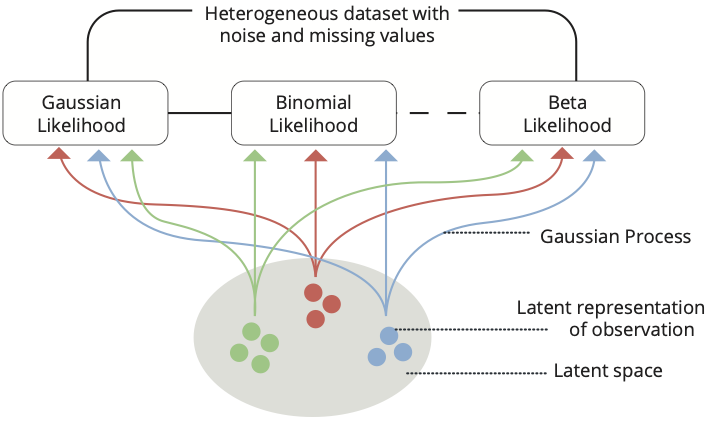 Heterogeneous dataset with
noise and missing values
Gaussian
Likelihood
Binomial
Likelihood
Beta
Likelihood
Gaussian Process
Latent representation
of observation
Latent space